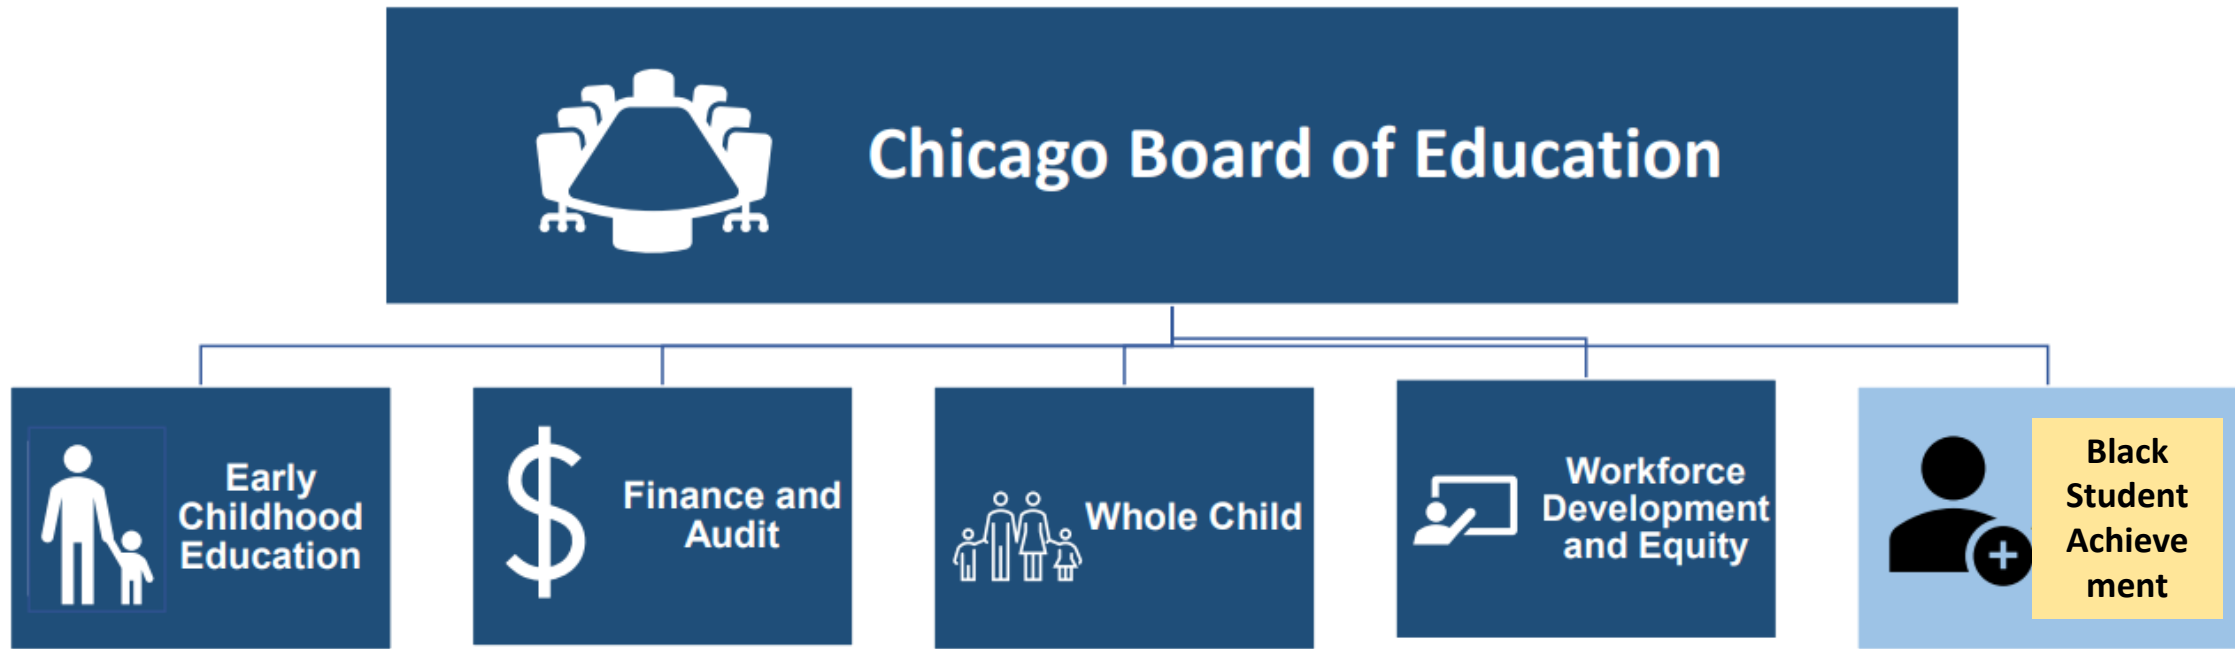 Chicago Board of Education
Early
Childhood
Education
Finance and
Audit
Whole Child
Workforce
Development
and Equity
Black
Student
Achieve
ment